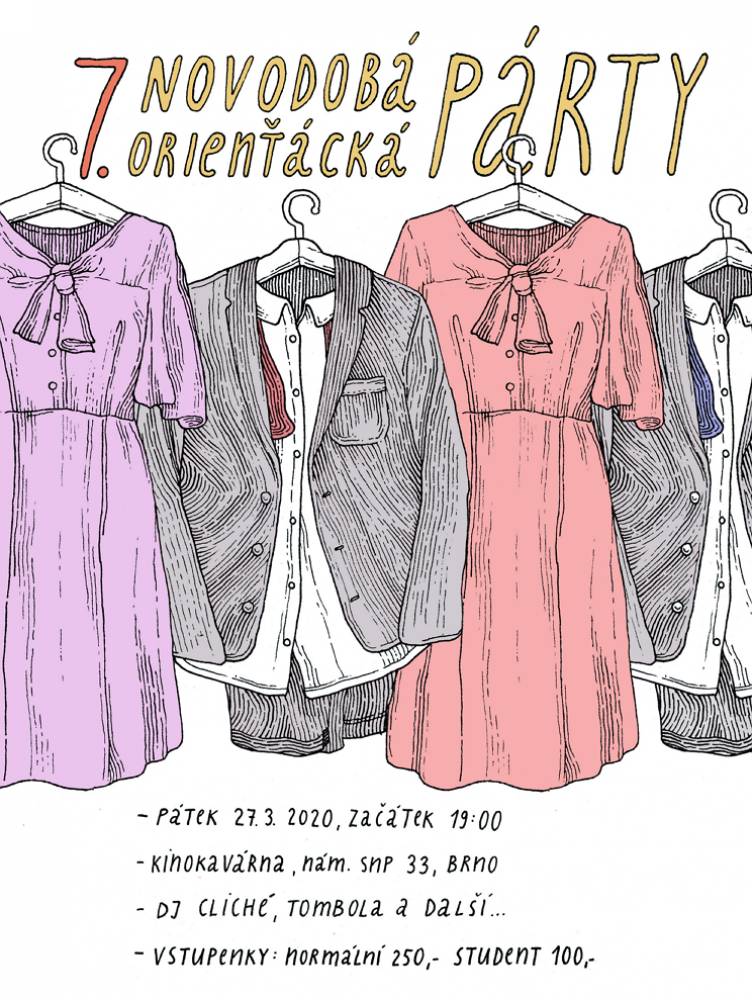 7. NOVODOBÁ PÁRTY
ORIENŤÁCKÁ
- PÁTEK 27.3. 2020, ZAČÁTEK 19:00
- KINOKAVÁRNA, NÁM. SNP 33, BRNO
- DJ CLICHÉ, TOMBOLA A DALŠÍ...
- VSTUPENKY: NORMÁLNÍ 250,- STUDENT 100,-